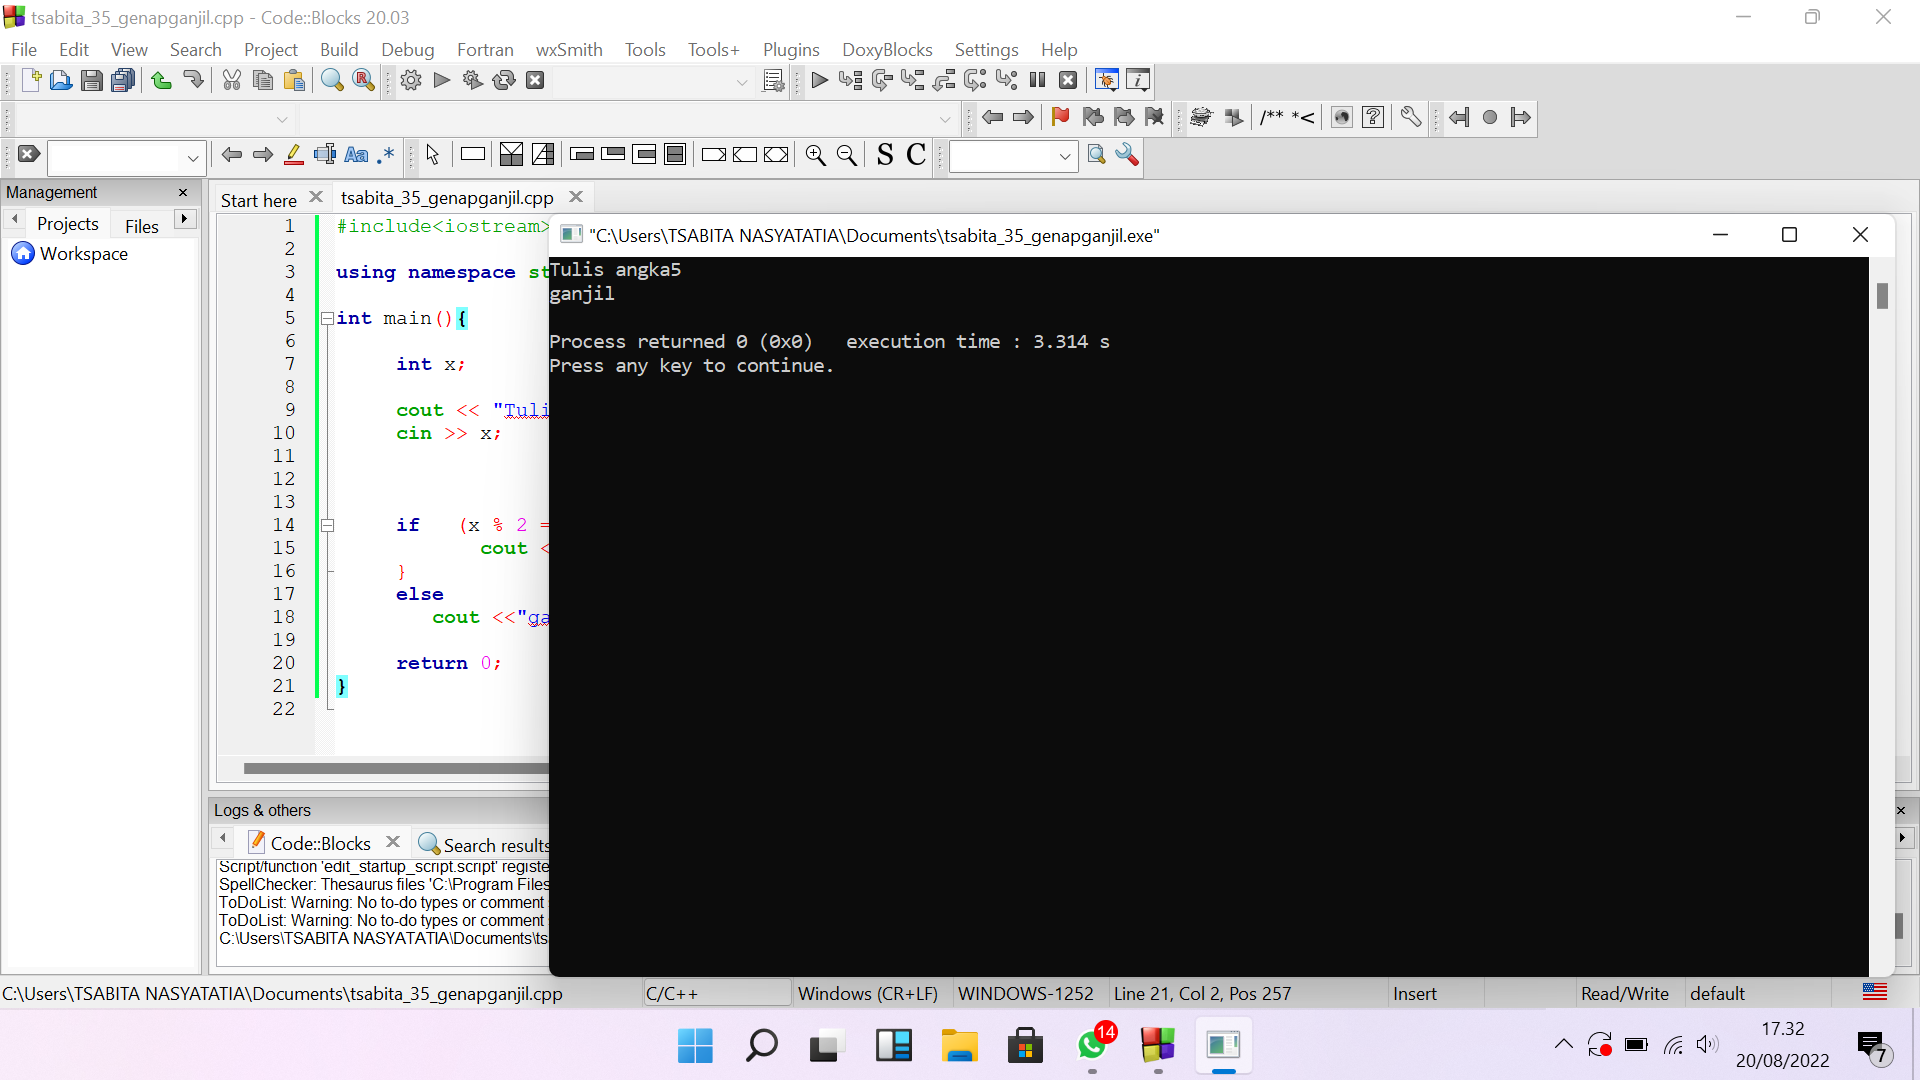 tsabita_35_genapganjil.cpp - Code::Blocks 20.03
File Edit View Search Project Build Debug Fortran wxSmith Tools Tools+ Plugins DoxyBlocks Settings Help
/** *<
Aa .* S C
Management
Projects Files
Workspace
Start here tsabita_35_genapganjil.cpp
1 #include<iostream>
2
3 using namespace st
4
5 int main(){
6
7 int x;
8
9 cout << "Tuli
10 cin >> x;
11
12
13
14 if (x % 2 =
15 cout <
16 }
17 else
18 cout <<"ga
19
20 return 0;
21 }
22
"C:\Users\TSABITA NASYATATIA\Documents\tsabita_35_genapganjil.exe"
Tulis angka5
ganjil
Process returned 0 (0x0) execution time : 3.314 s
Press any key to continue.
Logs & others
Code::Blocks Search results
Script/function 'edit_startup_script.script' registe
SpellChecker: Thesaurus files 'C:\Program Files
ToDoList: Warning: No to-do types or comment
ToDoList: Warning: No to-do types or comment
C:\Users\TSABITA NASYATATIA\Documents\ts
C:\Users\TSABITA NASYATATIA\Documents\tsabita_35_genapganjil.cpp C/C++ Windows (CR+LF) WINDOWS-1252 Line 21, Col 2, Pos 257 Insert Read/Write default
14
17.32
20/08/2022
7